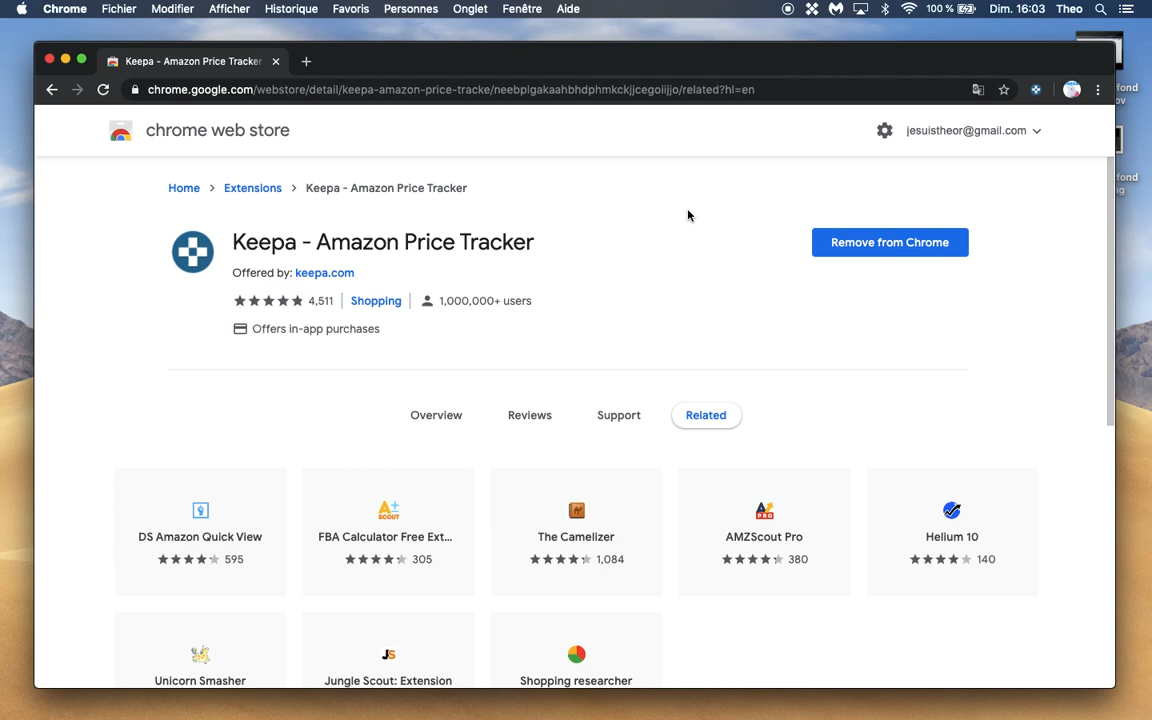 Chrome Fichier Modifier Afficher Historique Favoris Personnes Onglet Fenêtre Aide 100 % Dim. 16:03 Theo
Keepa - Amazon Price Tracker
chrome.google.com/webstore/detail/keepa-amazon-price-tracke/neebplgakaahbhdphmkckjjcegoiijjo/related?hl=en
fond
chrome web store
jesuistheor@gmail.com
fond
Home > Extensions > Keepa - Amazon Price Tracker
Keepa - Amazon Price Tracker
Remove from Chrome
Offered by: keepa.com
4,511 Shopping 1,000,000+ users
Offers in-app purchases
Overview Reviews Support Related
DS Amazon Quick View
595
A+ SCOUT
FBA Calculator Free Ext...
305
The Camelizer
1,084
PRO
AMZScout Pro
380
Helium 10
140
Unicorn Smasher
JS
Jungle Scout: Extension
Shopping researcher